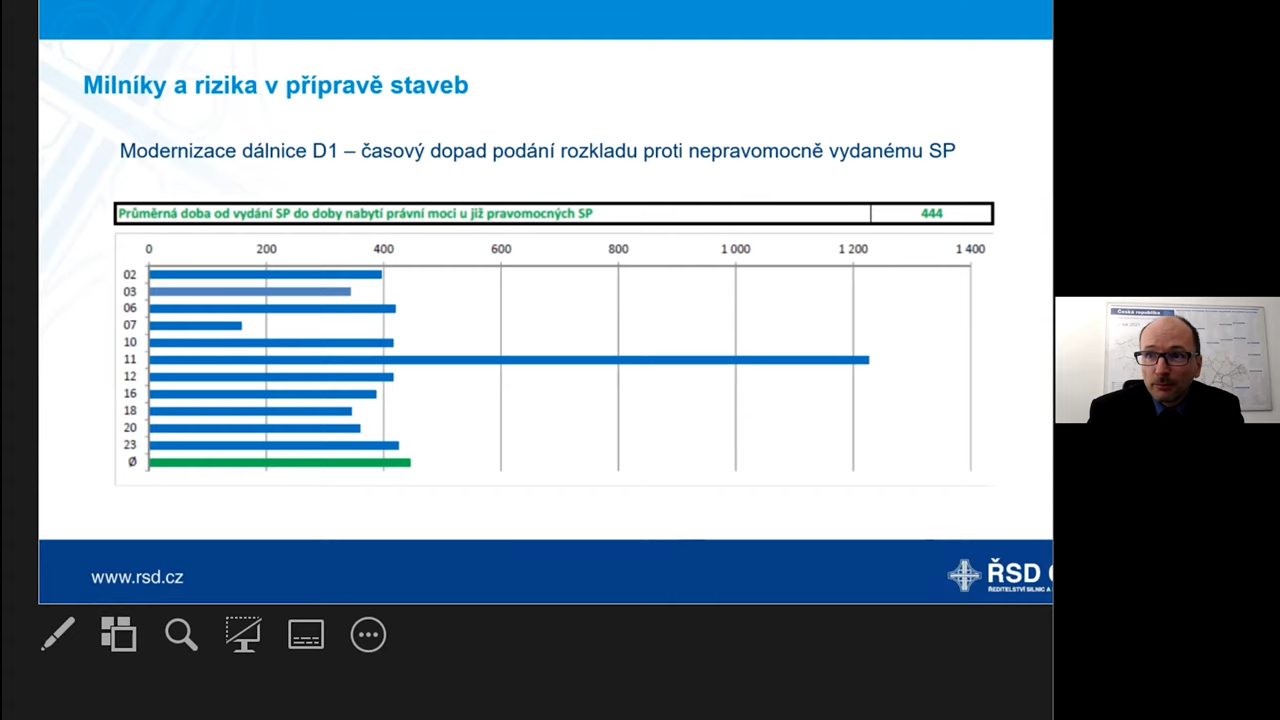 Milníky a rizika v přípravě staveb
Modernizace dálnice D1 – časový dopad podání rozkladu proti nepravomocně vydanému SP
Průměrná doba od vydání SP do doby nabytí právní moci u již pravomocných SP 444
0 200 400 600 800 1 000 1 200 1 400
02
03
06
07
10
11
12
16
18
20
23
Ø
www.rsd.cz
ŘSD
ŘEDITELSTVÍ SILNIC A
Česká republika